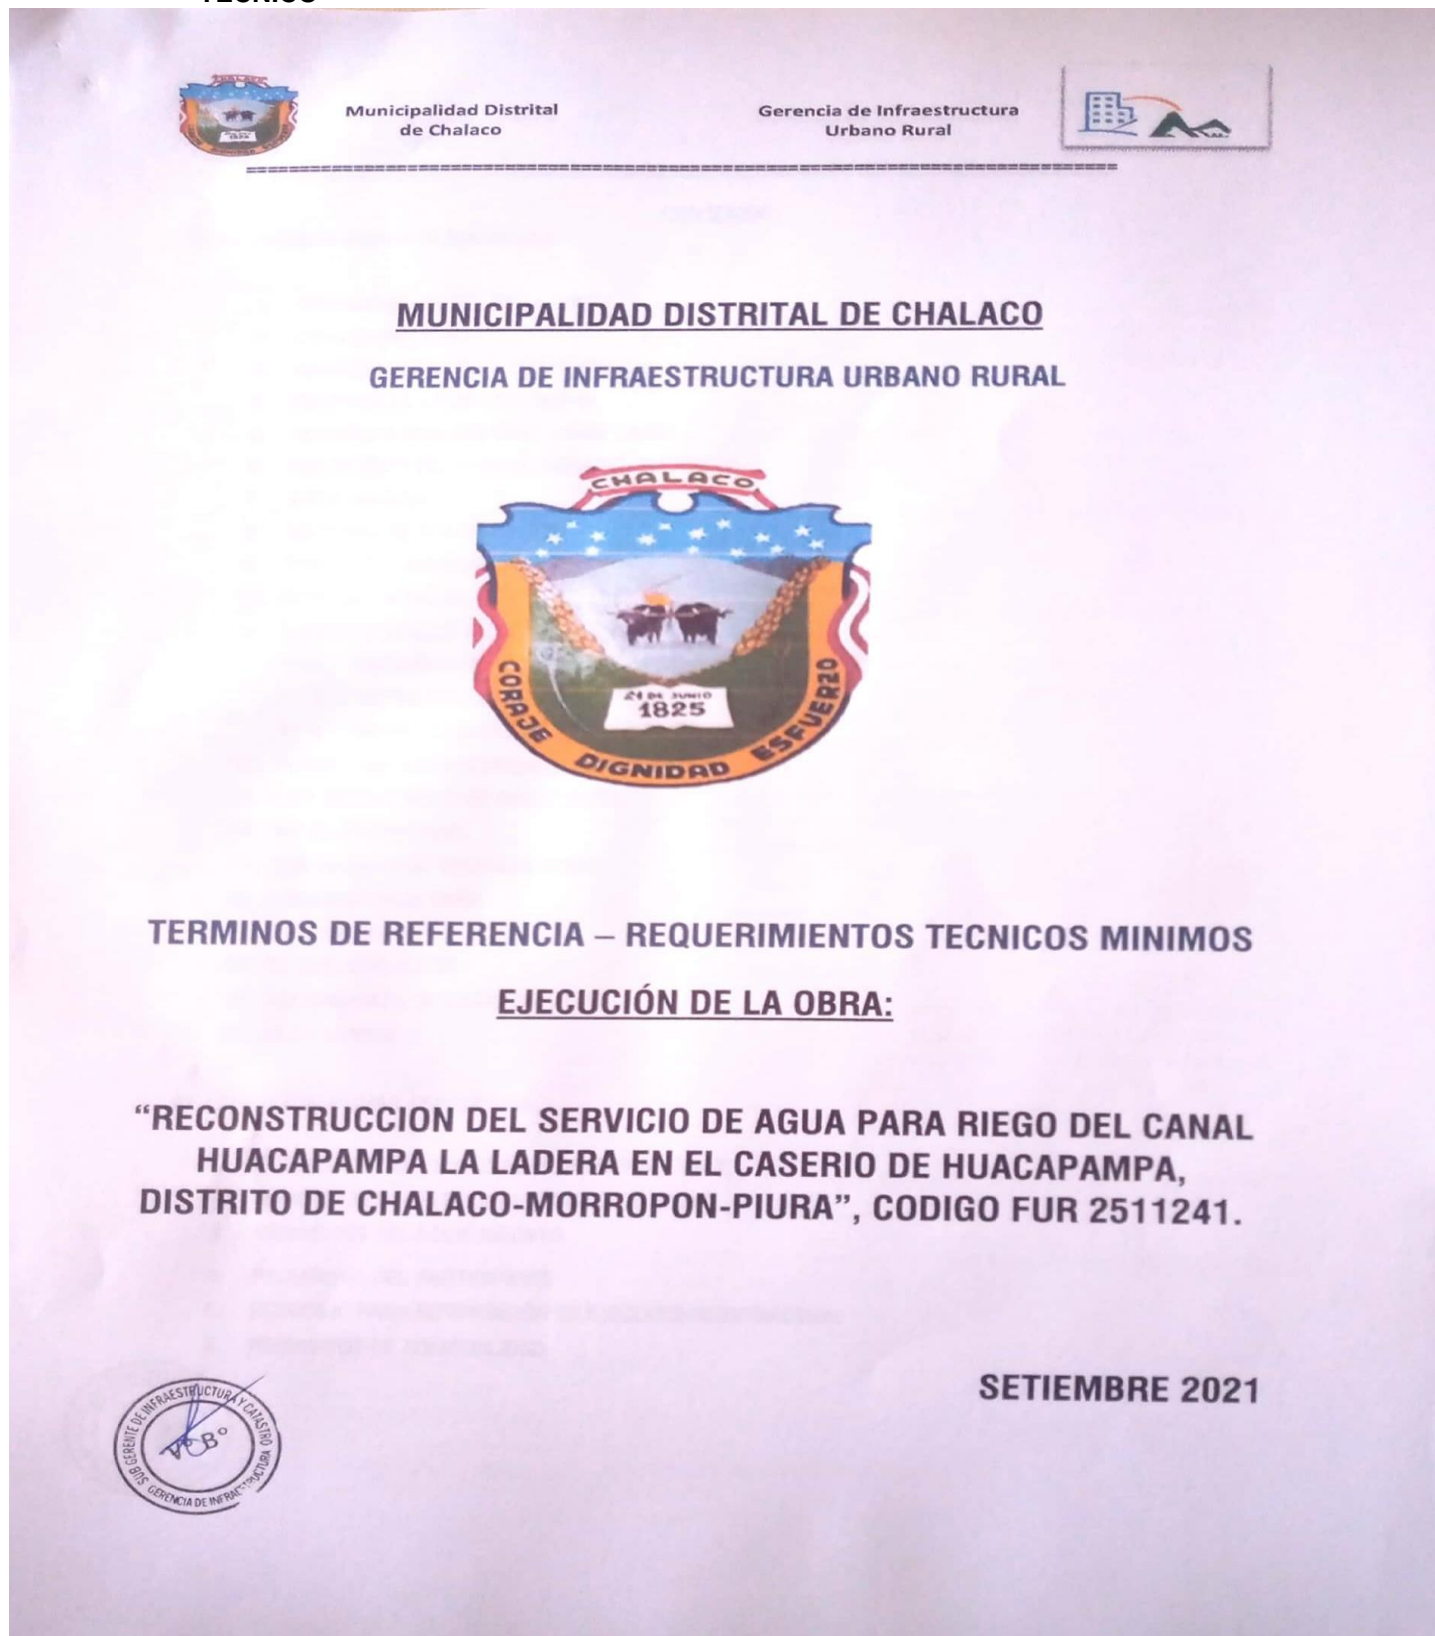 TECNICO
Municipalidad Distrital
de Chalaco
Gerencia de Infraestructura
Urbano Rural
MUNICIPALIDAD DISTRITAL DE CHALACO
GERENCIA DE INFRAESTRUCTURA URBANO RURAL
CHALACO
21 DE JUNIO
1825
CORAJE DIGNIDAD ESFUERZO
TERMINOS DE REFERENCIA – REQUERIMIENTOS TECNICOS MINIMOS
EJECUCIÓN DE LA OBRA:
“RECONSTRUCCION DEL SERVICIO DE AGUA PARA RIEGO DEL CANAL
HUACAPAMPA LA LADERA EN EL CASERIO DE HUACAPAMPA,
DISTRITO DE CHALACO-MORROPON-PIURA”, CODIGO FUR 2511241.
SETIEMBRE 2021
SUB GERENTE DE INFRAESTRUCTURA Y CATASTRO
V°B°
GERENCIA DE